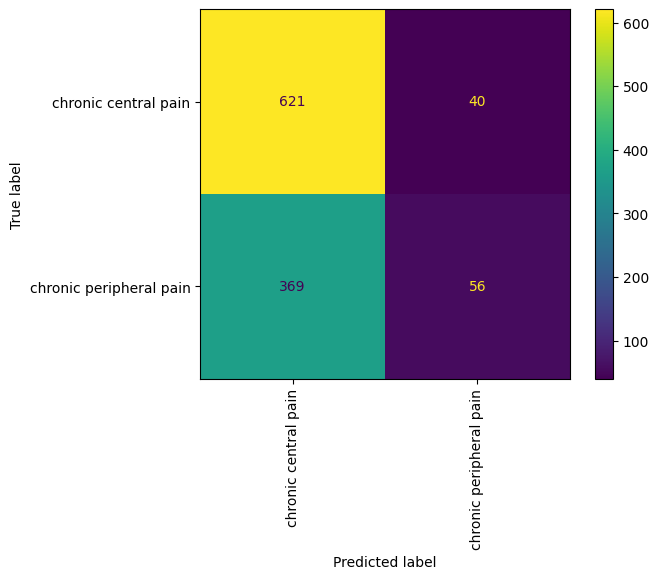 chronic central pain
chronic peripheral pain
True label
621
40
369
56
chronic central pain
chronic peripheral pain
Predicted label
600
500
400
300
200
100